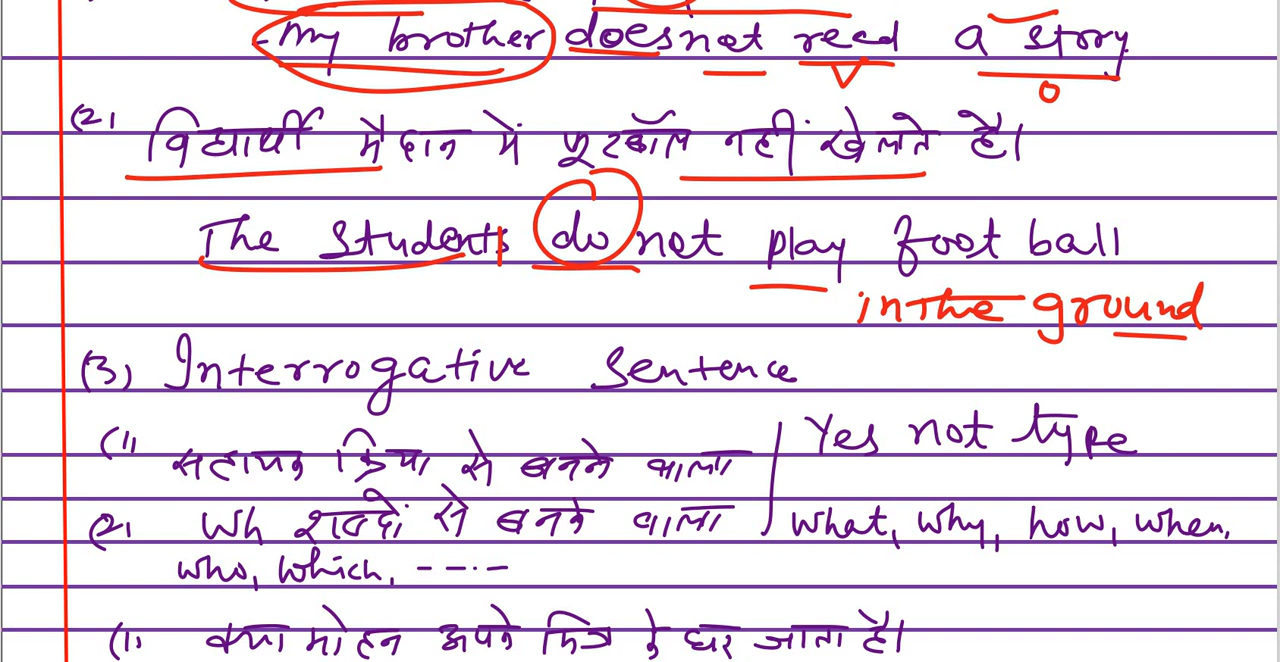 My brother does not read a story
V O
(2) विद्यार्थी मैदान में फूटबॉल नहीं खेलते है।
The students do not play foot ball
in the ground
(3) Interrogative Sentence
(1) सहायक क्रिया से बनने वाला Yes not type
(2) Wh शब्दों से बनने वाला what, why, how, when,
who, which, -----
(1) क्या मोहन अपने मित्र के घर जाता है।